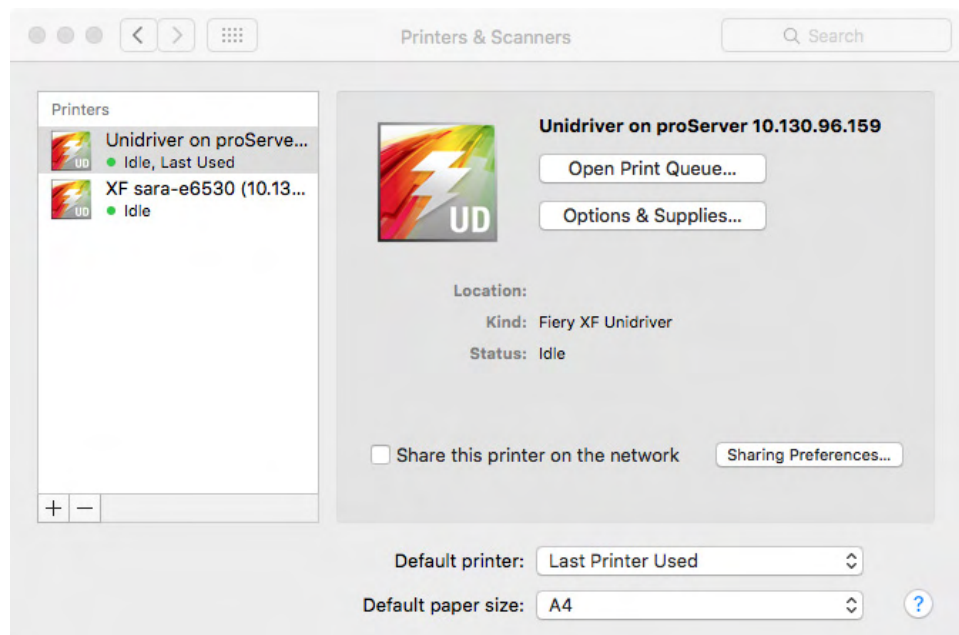 Printers & Scanners
Search
Printers
Unidriver on proServe...
UD
Idle, Last Used
XF sara-e6530 (10.13...
UD
Idle
+ −
UD
Unidriver on proServer 10.130.96.159
Open Print Queue...
Options & Supplies...
Location:
Kind: Fiery XF Unidriver
Status: Idle
Share this printer on the network
Sharing Preferences...
Default printer: Last Printer Used
Default paper size: A4
?